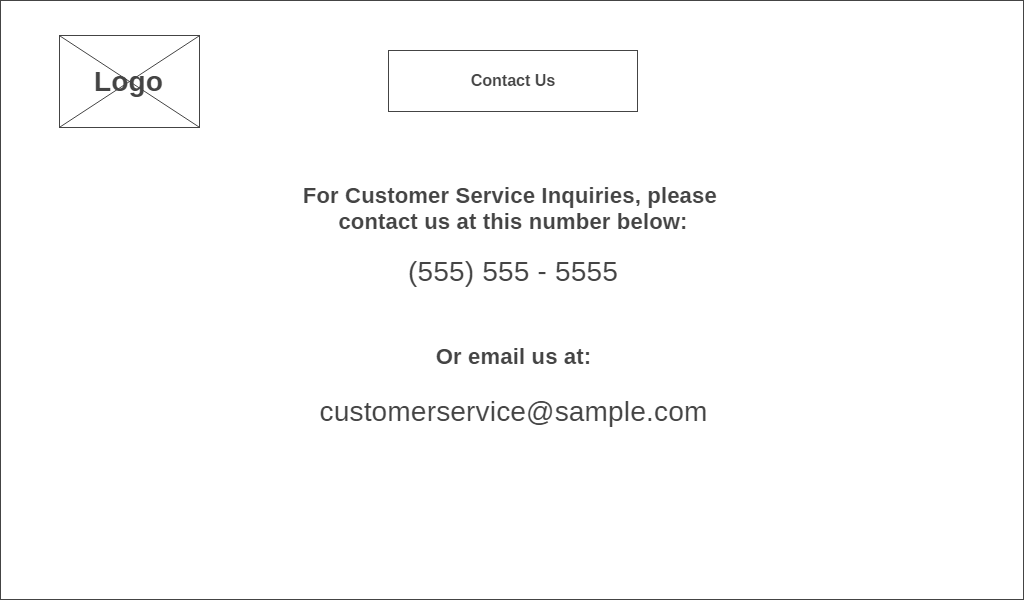 Logo
Contact Us
For Customer Service Inquiries, please
contact us at this number below:
(555) 555 - 5555
Or email us at:
customerservice@sample.com